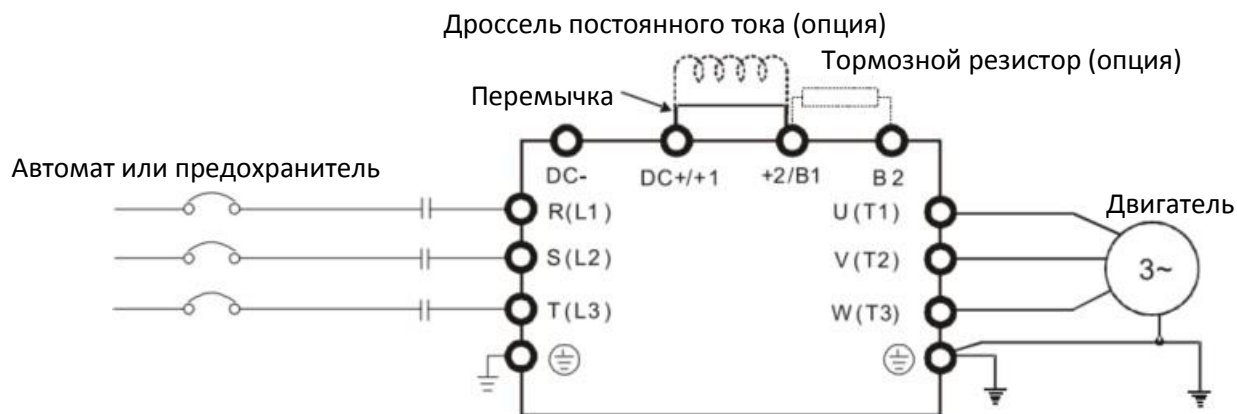 Дроссель постоянного тока (опция)
Тормозной резистор (опция)
Перемычка
Автомат или предохранитель
DC-
DC+/+1
+2/B1
B2
R(L1)
U(T1)
Двигатель
S(L2)
V(T2)
3~
T(L3)
W(T3)